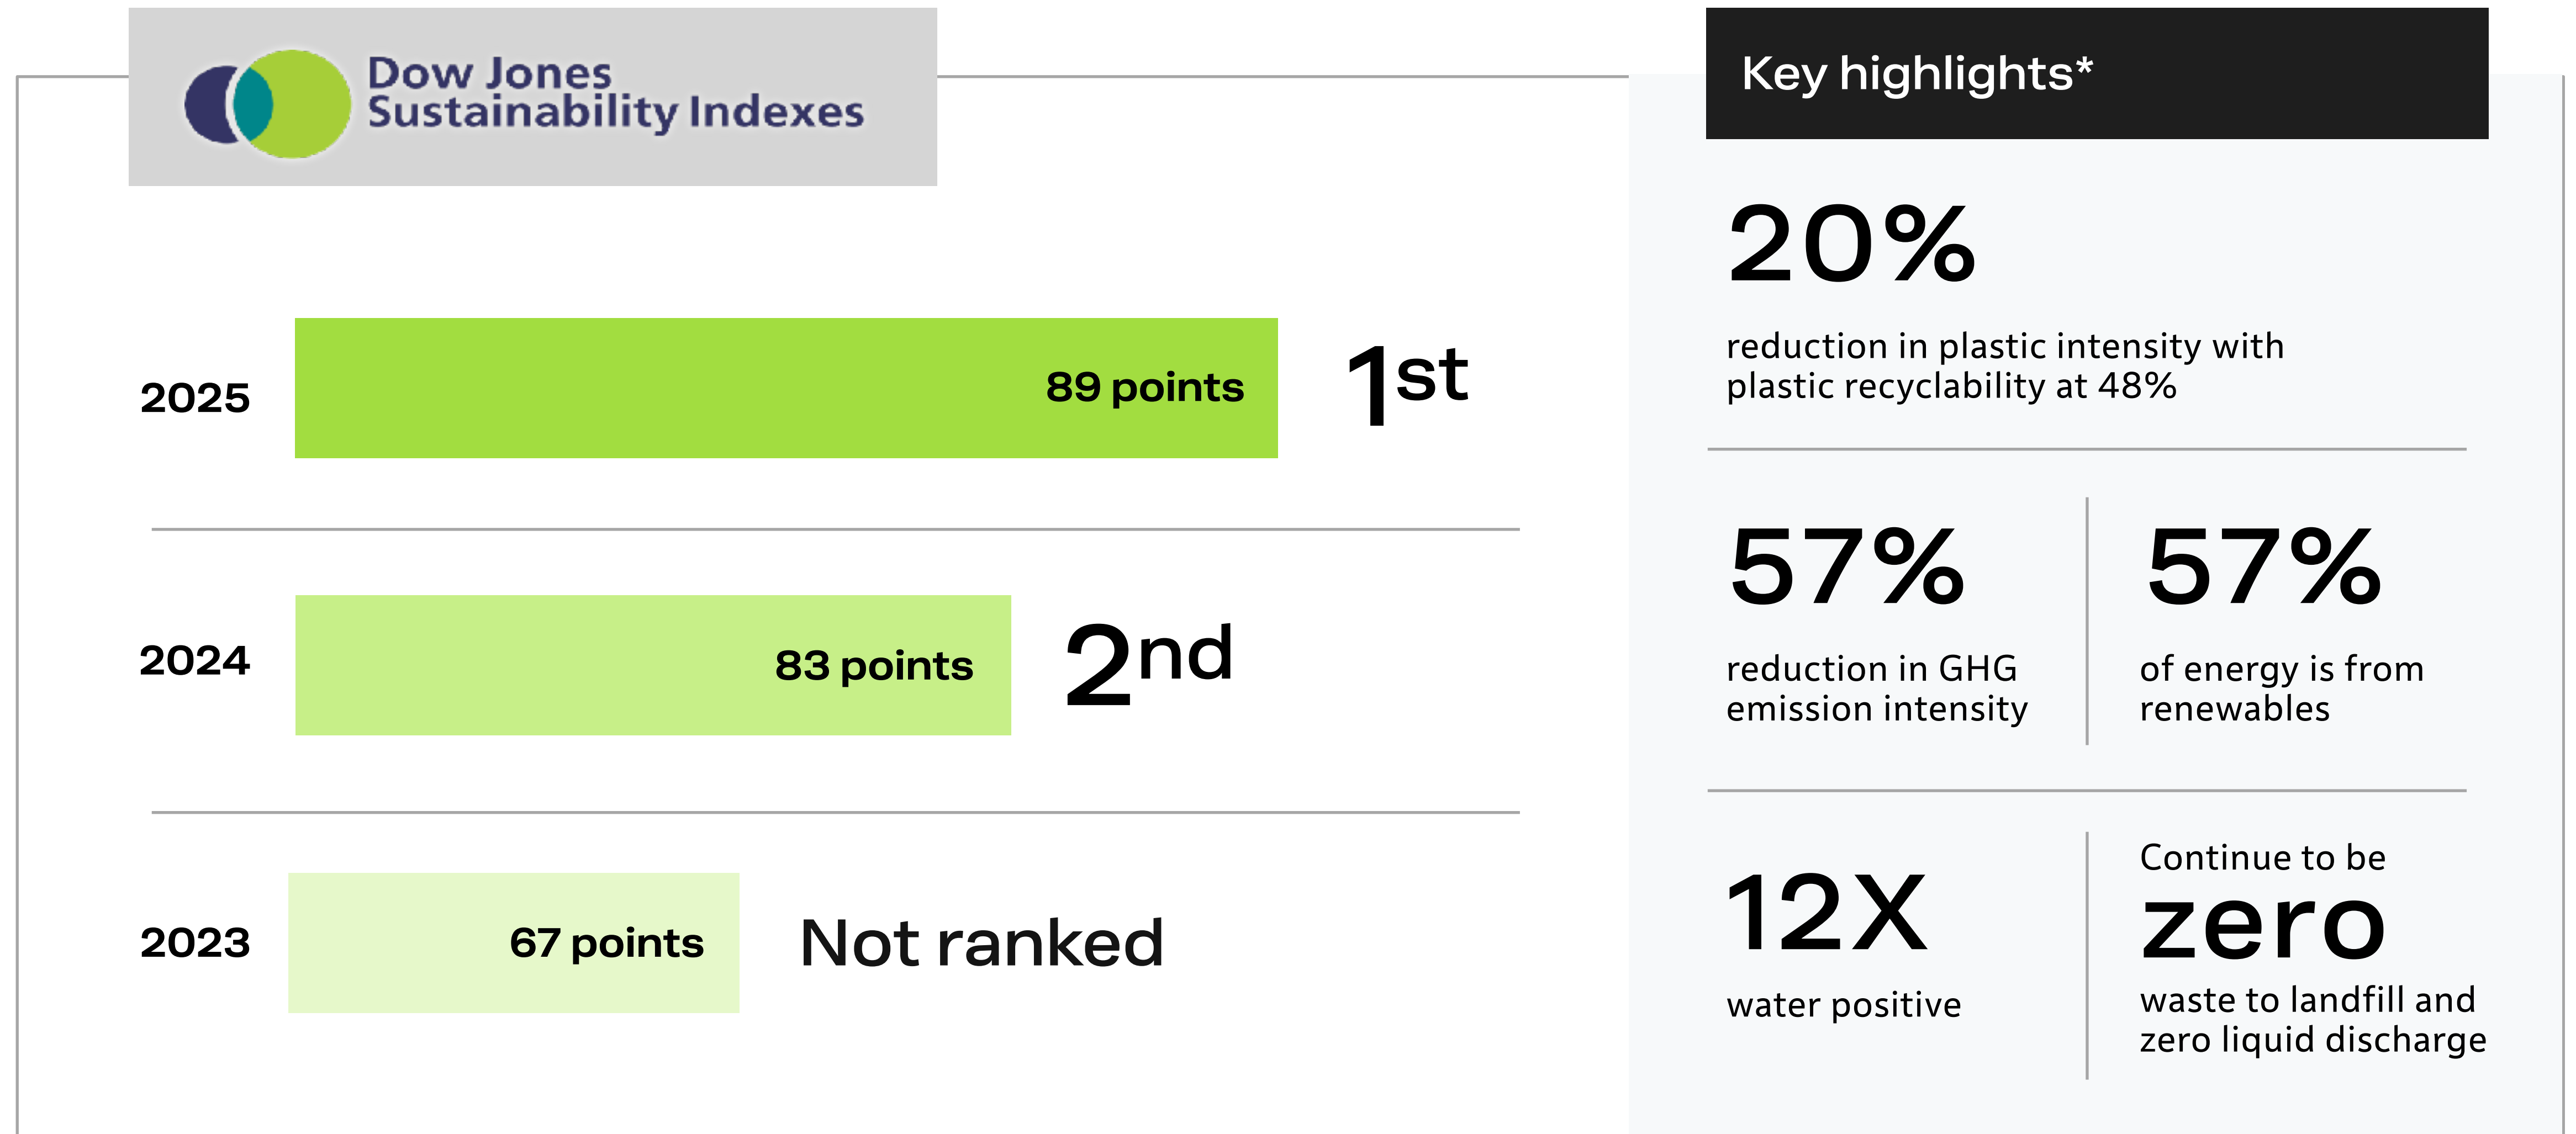 Dow Jones
Sustainability Indexes
2025
89 points
1st
2024
83 points
2nd
2023
67 points
Not ranked
Key highlights*
20%
reduction in plastic intensity with
plastic recyclability at 48%
57%
reduction in GHG
emission intensity
57%
of energy is from
renewables
12X
water positive
Continue to be
zero
waste to landfill and
zero liquid discharge